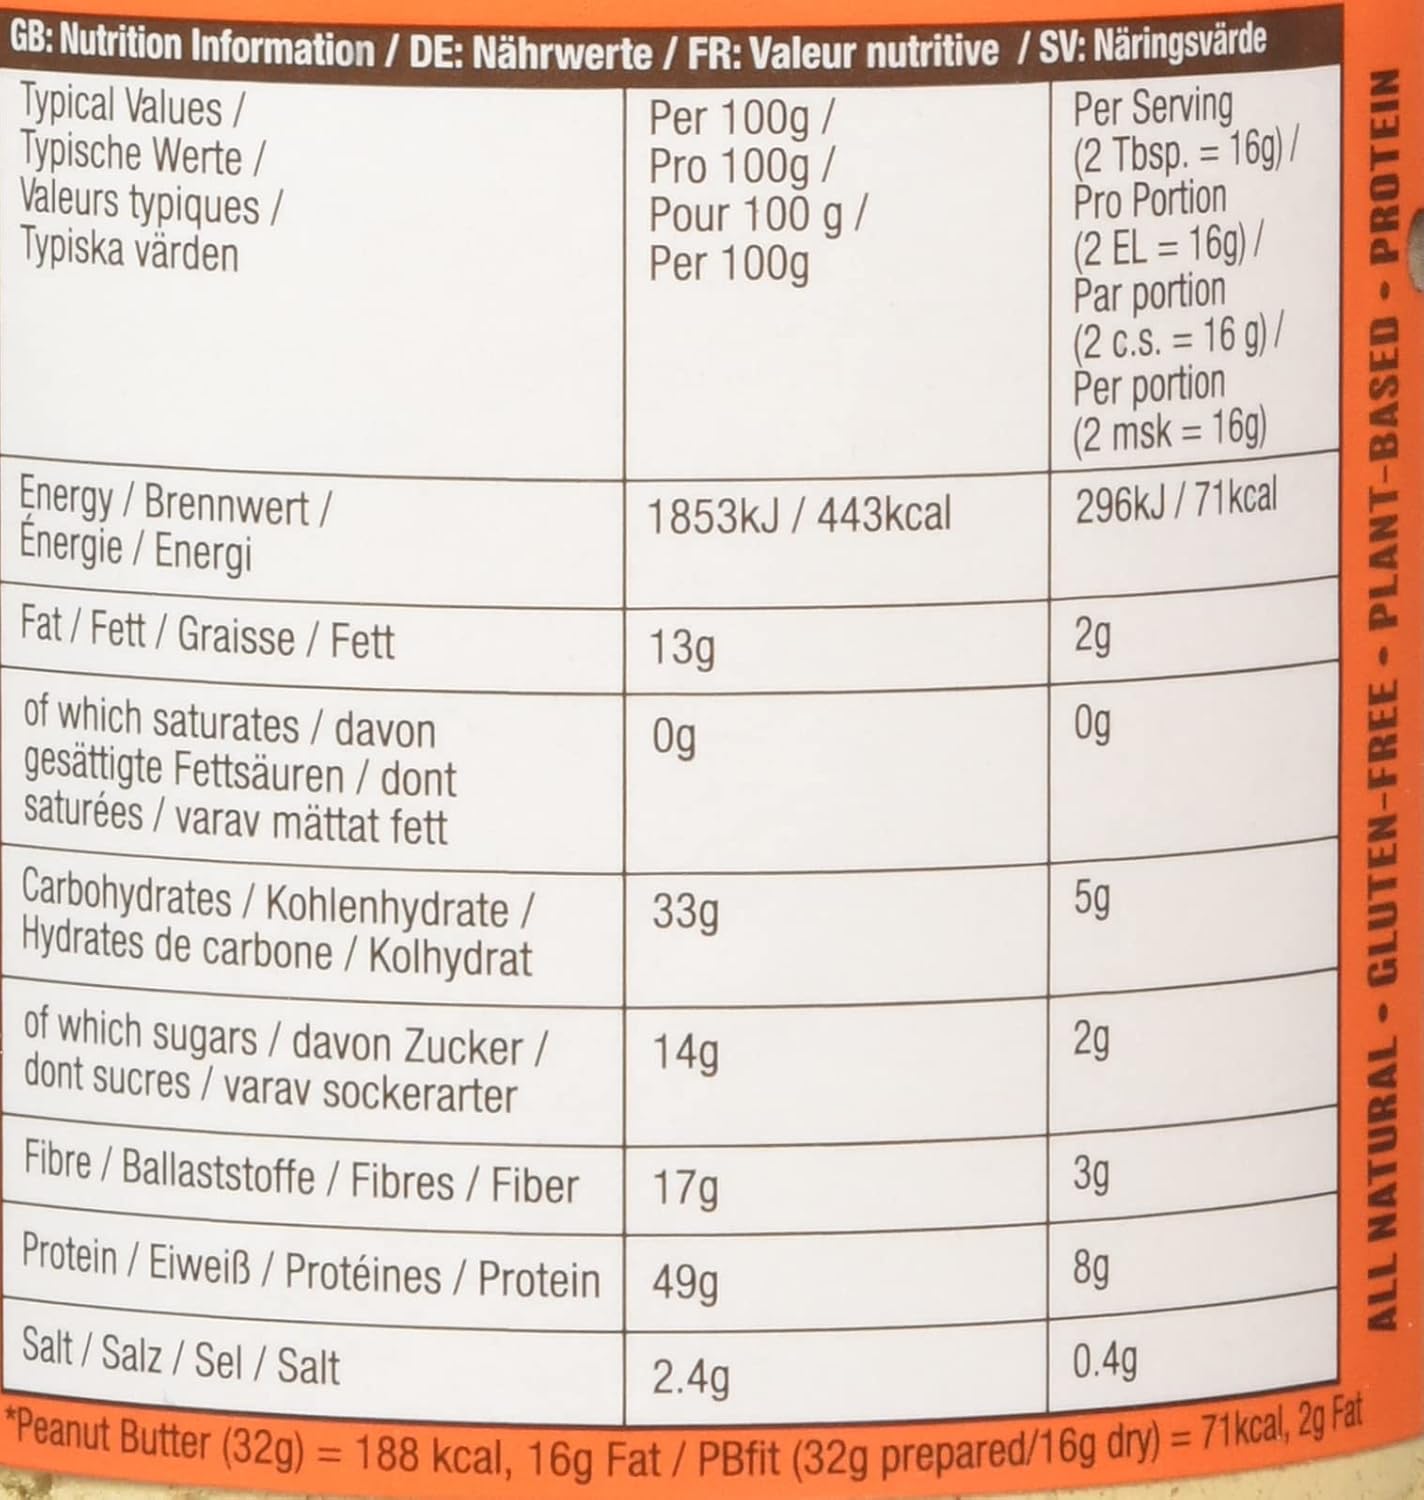 GB: Nutrition Information / DE: Nährwerte / FR: Valeur nutritive / SV: Näringsvärde
Typical Values /
Typische Werte /
Valeurs typiques /
Typiska värden
Per 100g /
Pro 100g /
Pour 100 g /
Per 100g
Per Serving
(2 Tbsp. = 16g) /
Pro Portion
(2 EL = 16g) /
Par portion
(2 c.s. = 16 g) /
Per portion
(2 msk = 16g)
Energy / Brennwert /
Énergie / Energi
1853kJ / 443kcal
296kJ / 71kcal
Fat / Fett / Graisse / Fett
13g
2g
of which saturates / davon
gesättigte Fettsäuren / dont
saturées / varav mättat fett
0g
0g
Carbohydrates / Kohlenhydrate /
Hydrates de carbone / Kolhydrat
33g
5g
of which sugars / davon Zucker /
dont sucres / varav sockerarter
14g
2g
Fibre / Ballaststoffe / Fibres / Fiber
17g
3g
Protein / Eiweiß / Protéines / Protein
49g
8g
Salt / Salz / Sel / Salt
2.4g
0.4g
*Peanut Butter (32g) = 188 kcal, 16g Fat / PBfit (32g prepared/16g dry) = 71kcal, 2g Fat
ALL NATURAL • GLUTEN-FREE • PLANT-BASED • PROTEIN